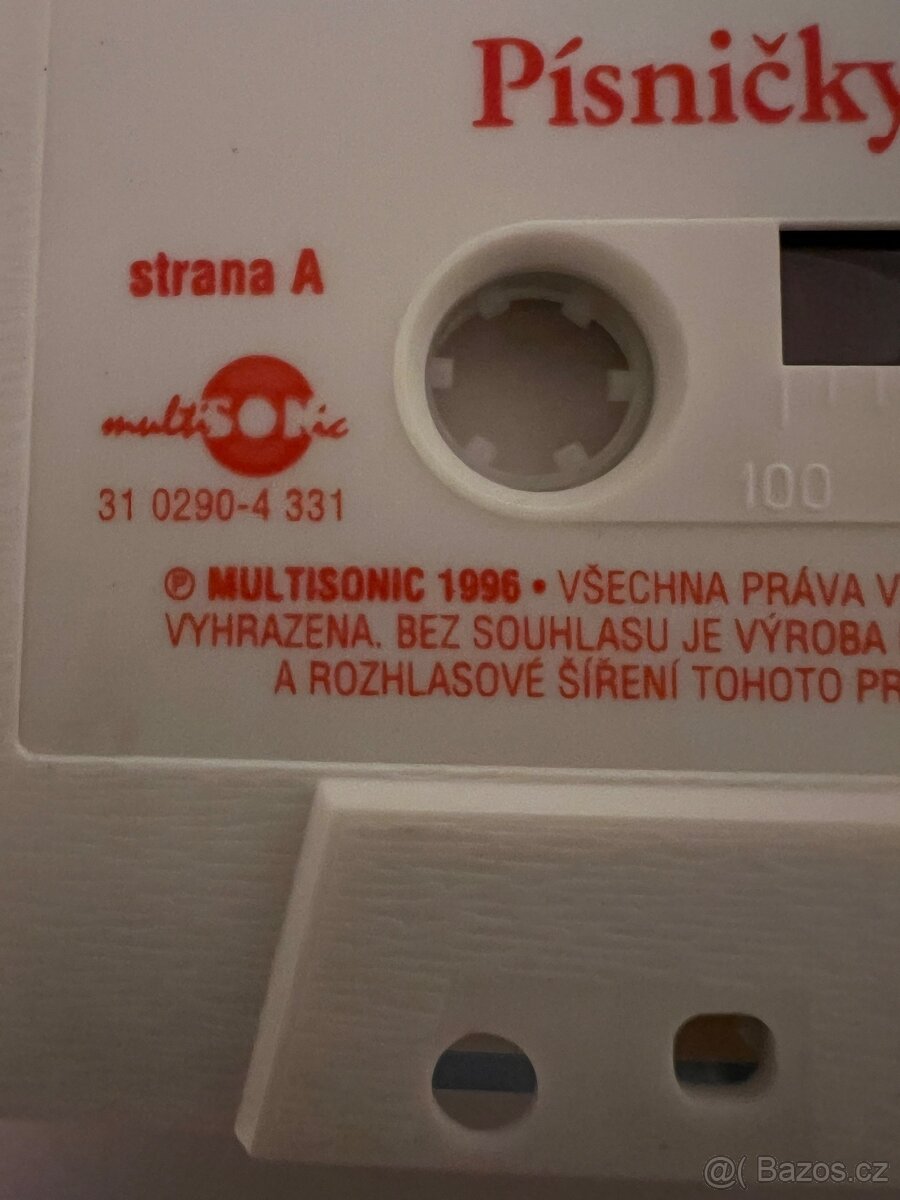 Písničky
strana A
multiSONic
31 0290-4 331
℗ MULTISONIC 1996 • VŠECHNA PRÁVA V
VYHRAZENA. BEZ SOUHLASU JE VÝROBA
A ROZHLASOVÉ ŠÍŘENÍ TOHOTO PR
100
@( Bazos.cz